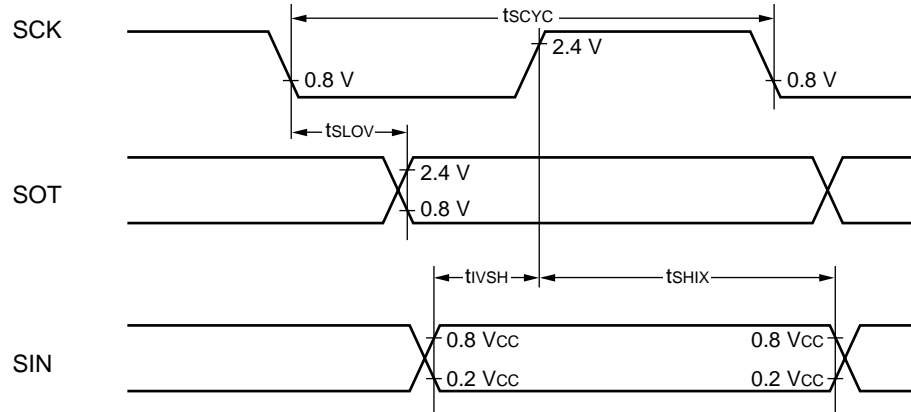 tSCYC
SCK
2.4 V
0.8 V
0.8 V
tSLOV
2.4 V
SOT
0.8 V
tIVSH
tSHIX
0.8 VCC
0.8 VCC
SIN
0.2 VCC
0.2 VCC